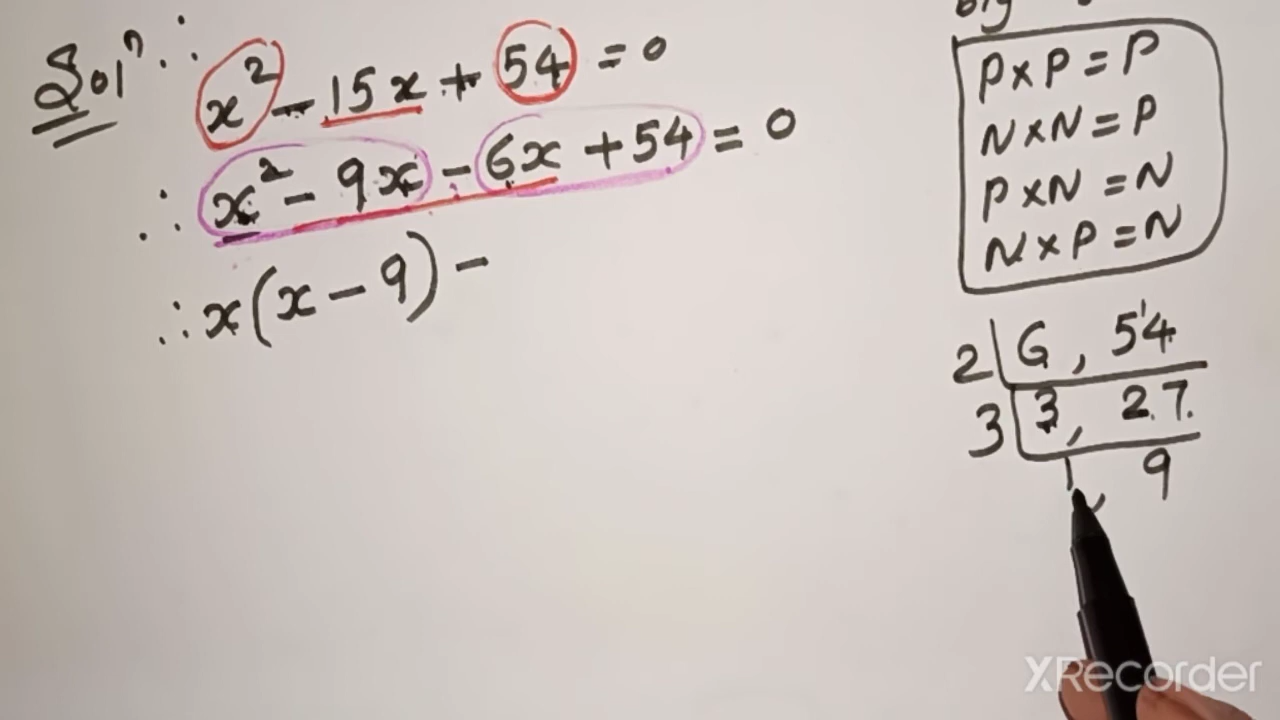 Solⁿ ∴ x² - 15x + 54 = 0
∴ x² - 9x - 6x + 54 = 0
∴ x(x - 9) -
P×P = P
N×N = P
P×N = N
N×P = N
2 | 6, 54
3 | 3, 27
1, 9
XRecorder